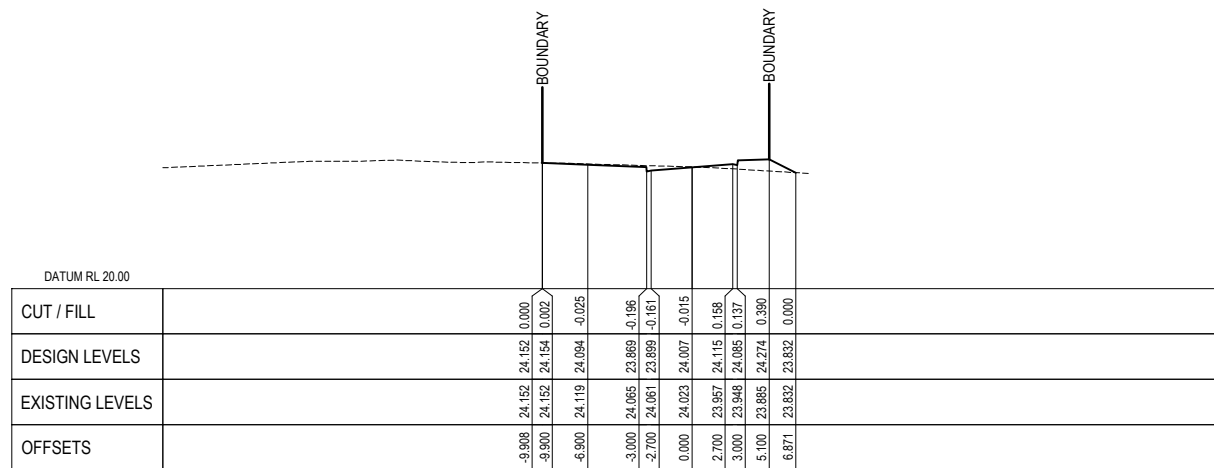 BOUNDARY
BOUNDARY
DATUM RL 20.00
CUT / FILL 0.000 0.002 -0.025 -0.196 -0.161 -0.015 0.158 0.137 0.390 0.000
DESIGN LEVELS 24.152 24.154 24.094 23.869 23.899 24.007 24.115 24.085 24.274 23.832
EXISTING LEVELS 24.152 24.152 24.119 24.065 24.061 24.023 23.957 23.948 23.885 23.832
OFFSETS -9.908 -9.900 -6.900 -3.000 -2.700 0.000 2.700 3.000 5.100 6.871